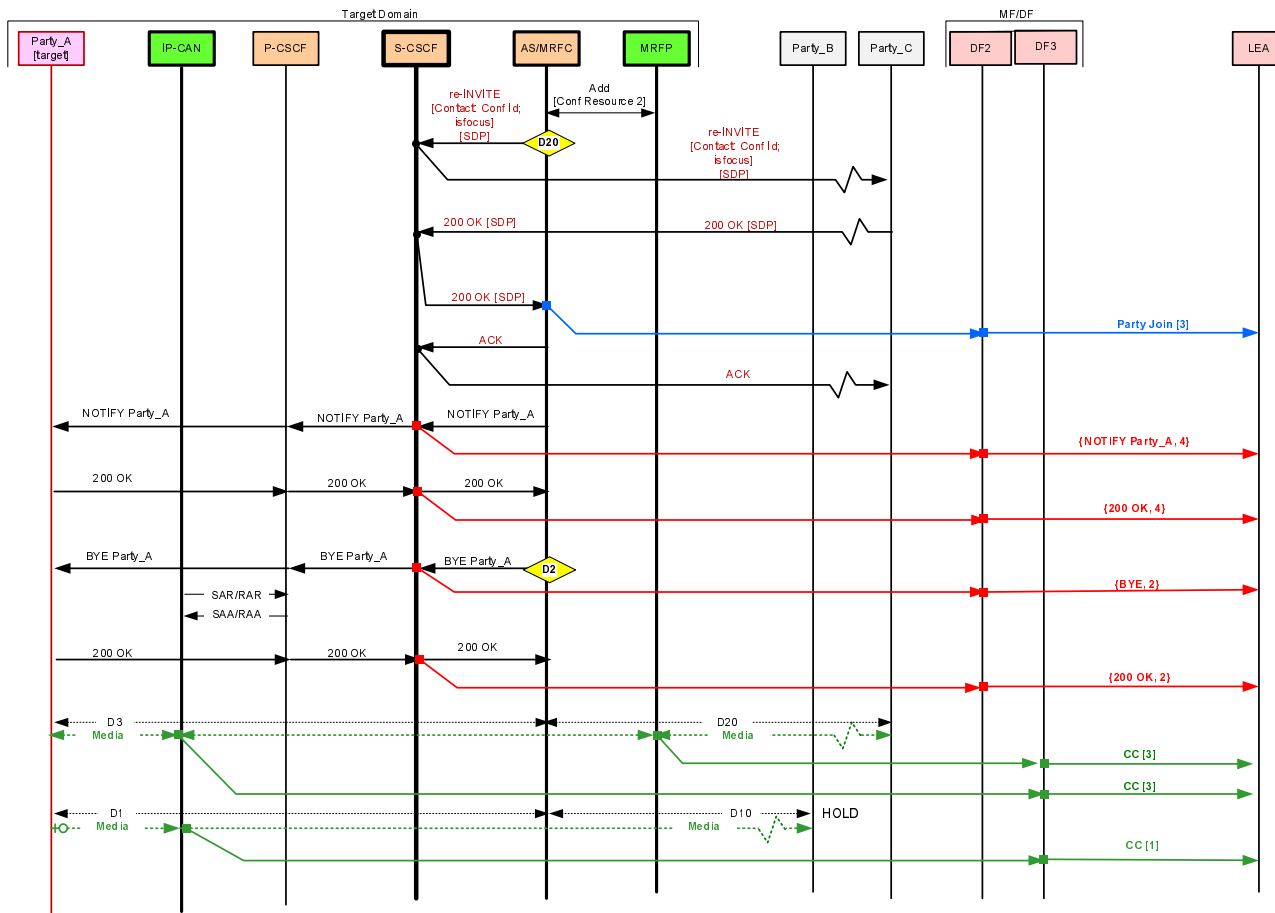 Target Domain
MF/DF
Party_A
[target]
IP-CAN
P-CSCF
S-CSCF
AS/MRFC
MRFP
Party_B
Party_C
DF2
DF3
LEA
re-INVITE
[Contact: Conf Id;
isfocus]
[SDP]
Add
[Conf Resource 2]
D20
re-INVITE
[Contact: Conf Id;
isfocus]
[SDP]
200 OK [SDP]
200 OK [SDP]
200 OK [SDP]
Party Join [3]
ACK
ACK
NOTIFY Party_A
NOTIFY Party_A
NOTIFY Party_A
{NOTIFY Party_A, 4}
200 OK
200 OK
200 OK
{200 OK, 4}
BYE Party_A
BYE Party_A
BYE Party_A
D2
{BYE, 2}
SAR/RAR
SAA/RAA
200 OK
200 OK
200 OK
{200 OK, 2}
D3
D20
Media
Media
CC [3]
CC [3]
D1
D10
HOLD
Media
Media
CC [1]